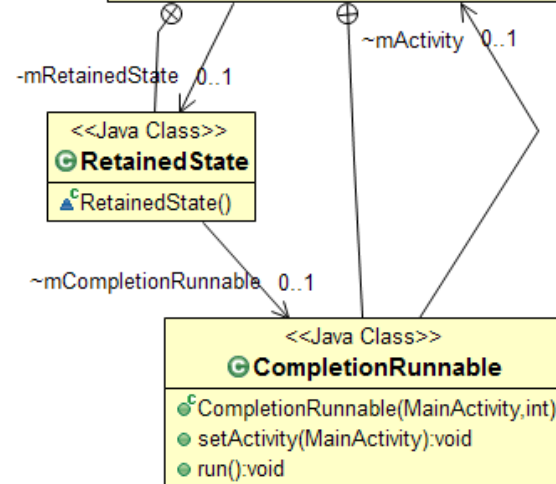 ~mActivity 0..1
-mRetainedState 0..1
<<Java Class>>
RetainedState
RetainedState()
~mCompletionRunnable 0..1
<<Java Class>>
CompletionRunnable
CompletionRunnable(MainActivity,int)
setActivity(MainActivity):void
run():void